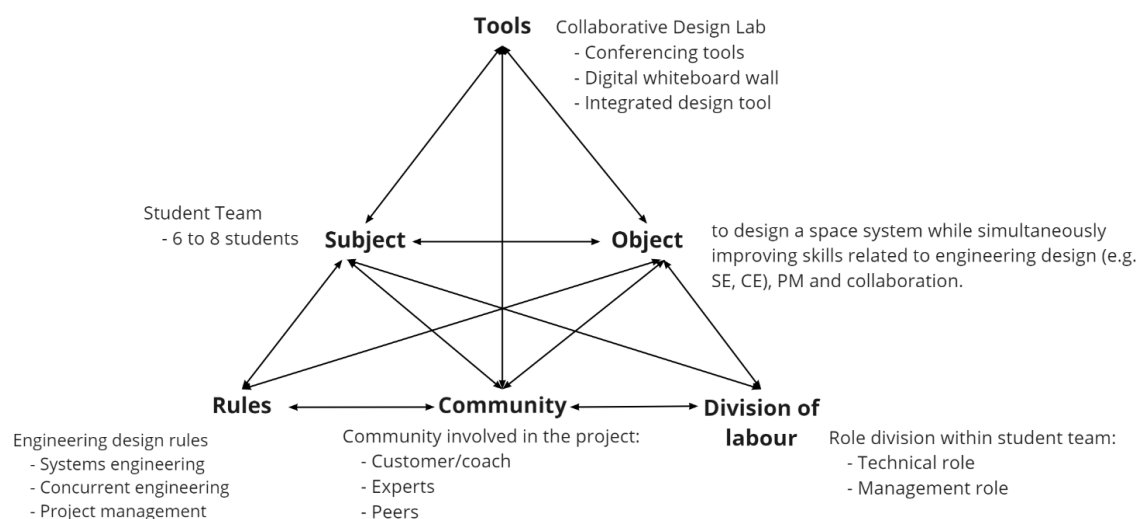 Tools
Collaborative Design Lab
- Conferencing tools
- Digital whiteboard wall
- Integrated design tool
Student Team
- 6 to 8 students
Subject
Object
to design a space system while simultaneously
improving skills related to engineering design (e.g.
SE, CE), PM and collaboration.
Rules
Engineering design rules
- Systems engineering
- Concurrent engineering
- Project management
Community
Community involved in the project:
- Customer/coach
- Experts
- Peers
Division of
labour
Role division within student team:
- Technical role
- Management role